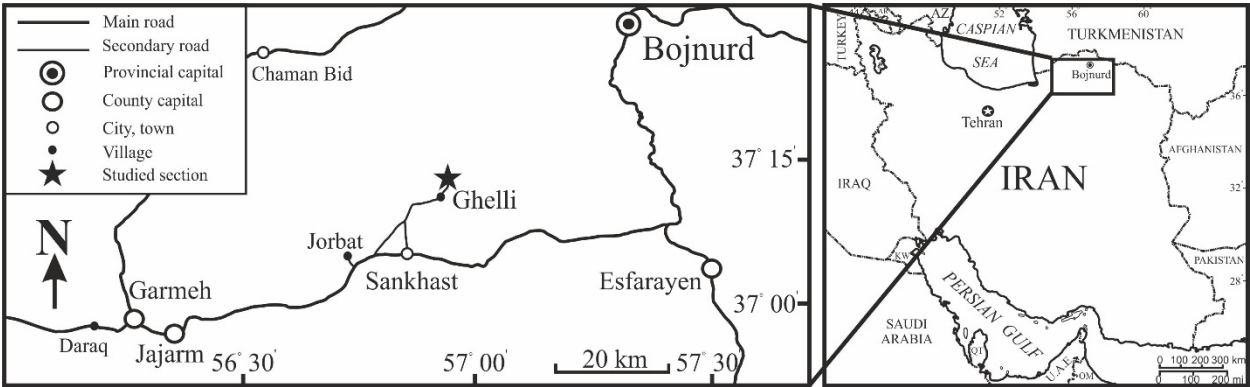 Main road
Secondary road
Provincial capital
County capital
City, town
Village
Studied section
N
Chaman Bid
Bojnurd
37° 15'
Ghelli
Jorbat
Sankhast
Esfarayen
37° 00'
Garmeh
Daraq
Jajarm
56° 30'
57° 00'
20 km
57° 30'
52
56
60
TURKEY
AR
AZ
CASPIAN
SEA
TURKMENISTAN
Bojnurd
36
Tehran
AFGHANISTAN
IRAQ
IRAN
32
KW
PAKISTAN
28
PERSIAN GULF
SAUDI
ARABIA
QT
U.A.E.
OM
0 100 200 300 km
0 100 200 mi